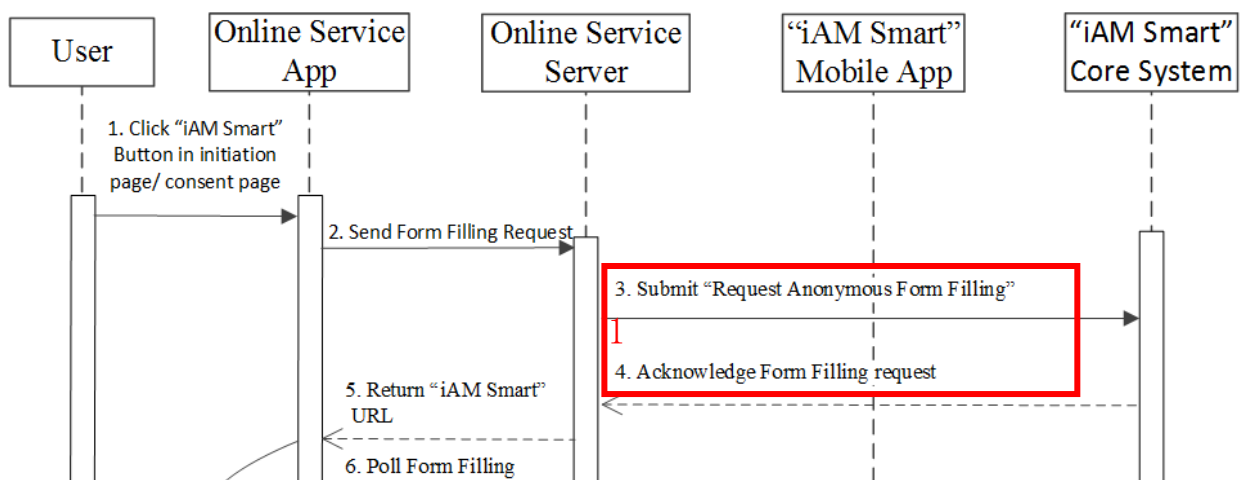 User
Online Service
App
Online Service
Server
“iAM Smart”
Mobile App
“iAM Smart”
Core System
1. Click “iAM Smart”
Button in initiation
page/ consent page
2. Send Form Filling Request
3. Submit “Request Anonymous Form Filling”
1
4. Acknowledge Form Filling request
5. Return “iAM Smart”
URL
6. Poll Form Filling